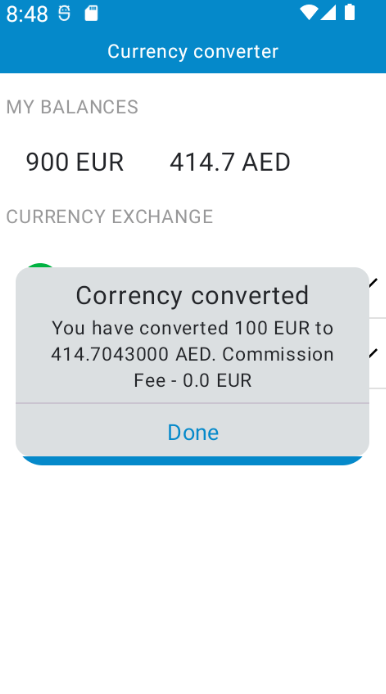 8:48
Currency converter
MY BALANCES
900 EUR 414.7 AED
CURRENCY EXCHANGE
Corrency converted
You have converted 100 EUR to
414.7043000 AED. Commission
Fee - 0.0 EUR
Done